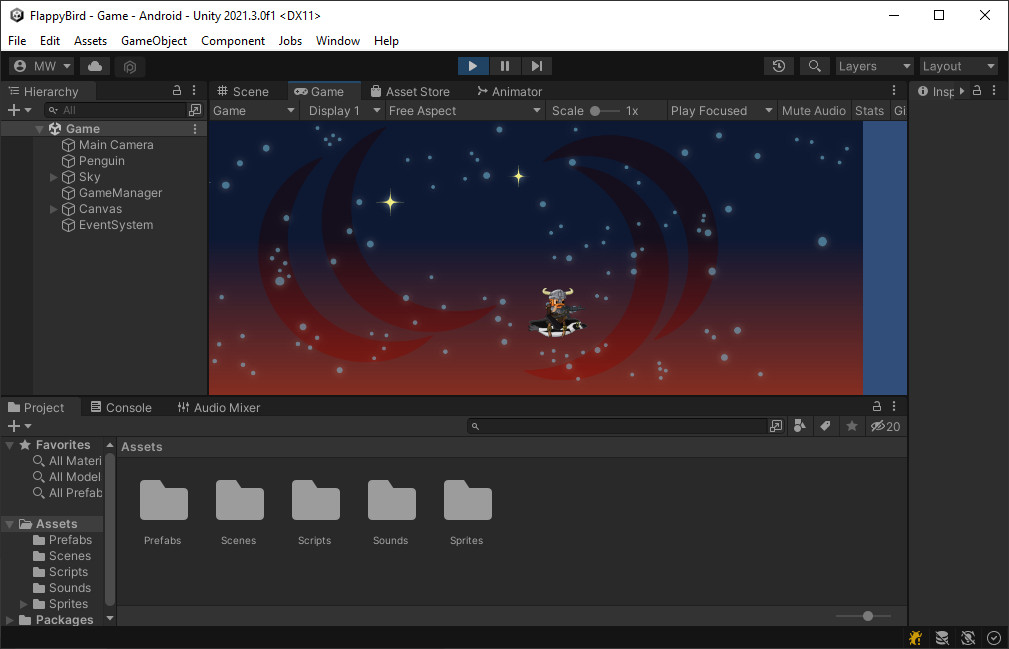 FlappyBird - Game - Android - Unity 2021.3.0f1 <DX11>
File Edit Assets GameObject Component Jobs Window Help
MW Layers Layout
Hierarchy Scene Game Asset Store Animator Insp
All Game Display 1 Free Aspect Scale 1x Play Focused Mute Audio Stats Gi
Game
Main Camera
Penguin
Sky
GameManager
Canvas
EventSystem
Project Console Audio Mixer
20
Favorites Assets
All Materi
All Model
All Prefab
Assets
Prefabs
Scenes
Scripts
Sounds
Sprites
Packages
Prefabs Scenes Scripts Sounds Sprites